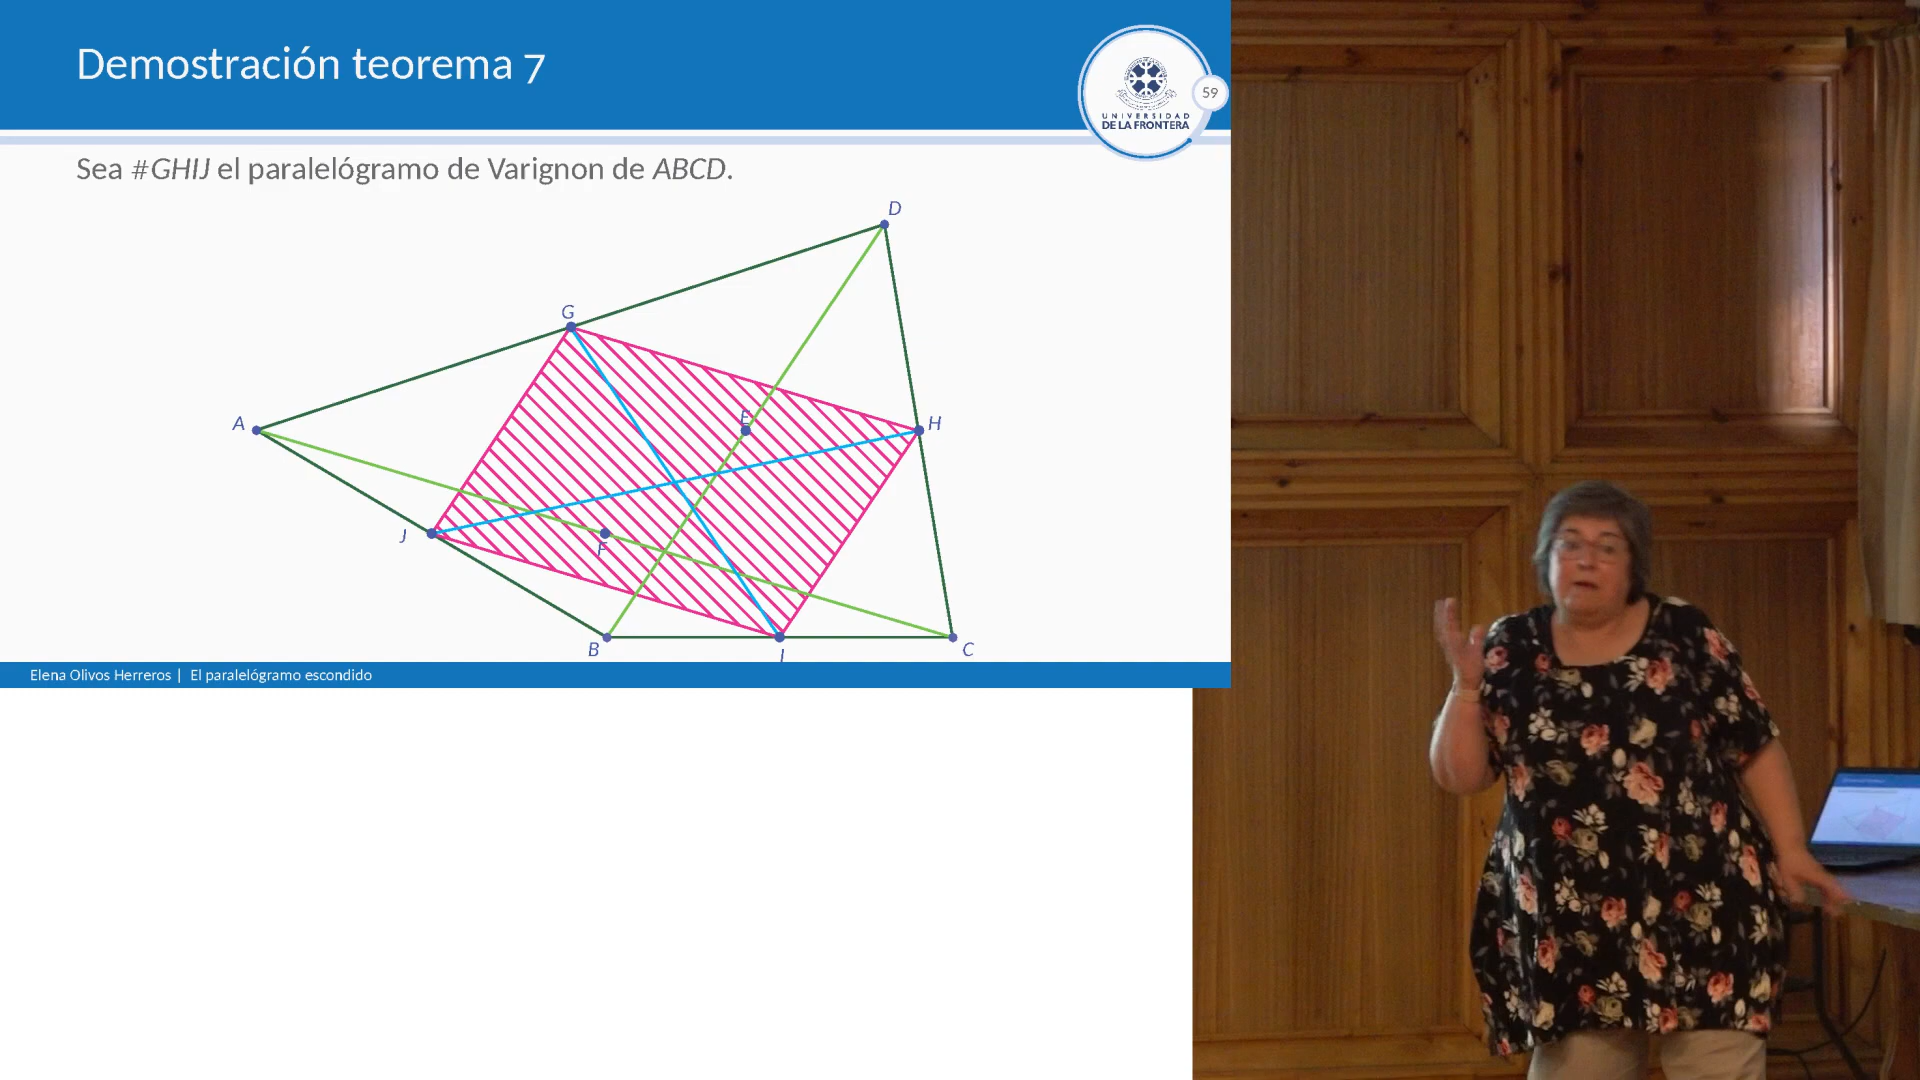 Demostración teorema 7
59
UNIVERSIDAD
DE LA FRONTERA
Sea #GHIJ el paralelógramo de Varignon de ABCD.
D
G
A
E
H
J
F
B
I
C
Elena Olivos Herreros | El paralelógramo escondido